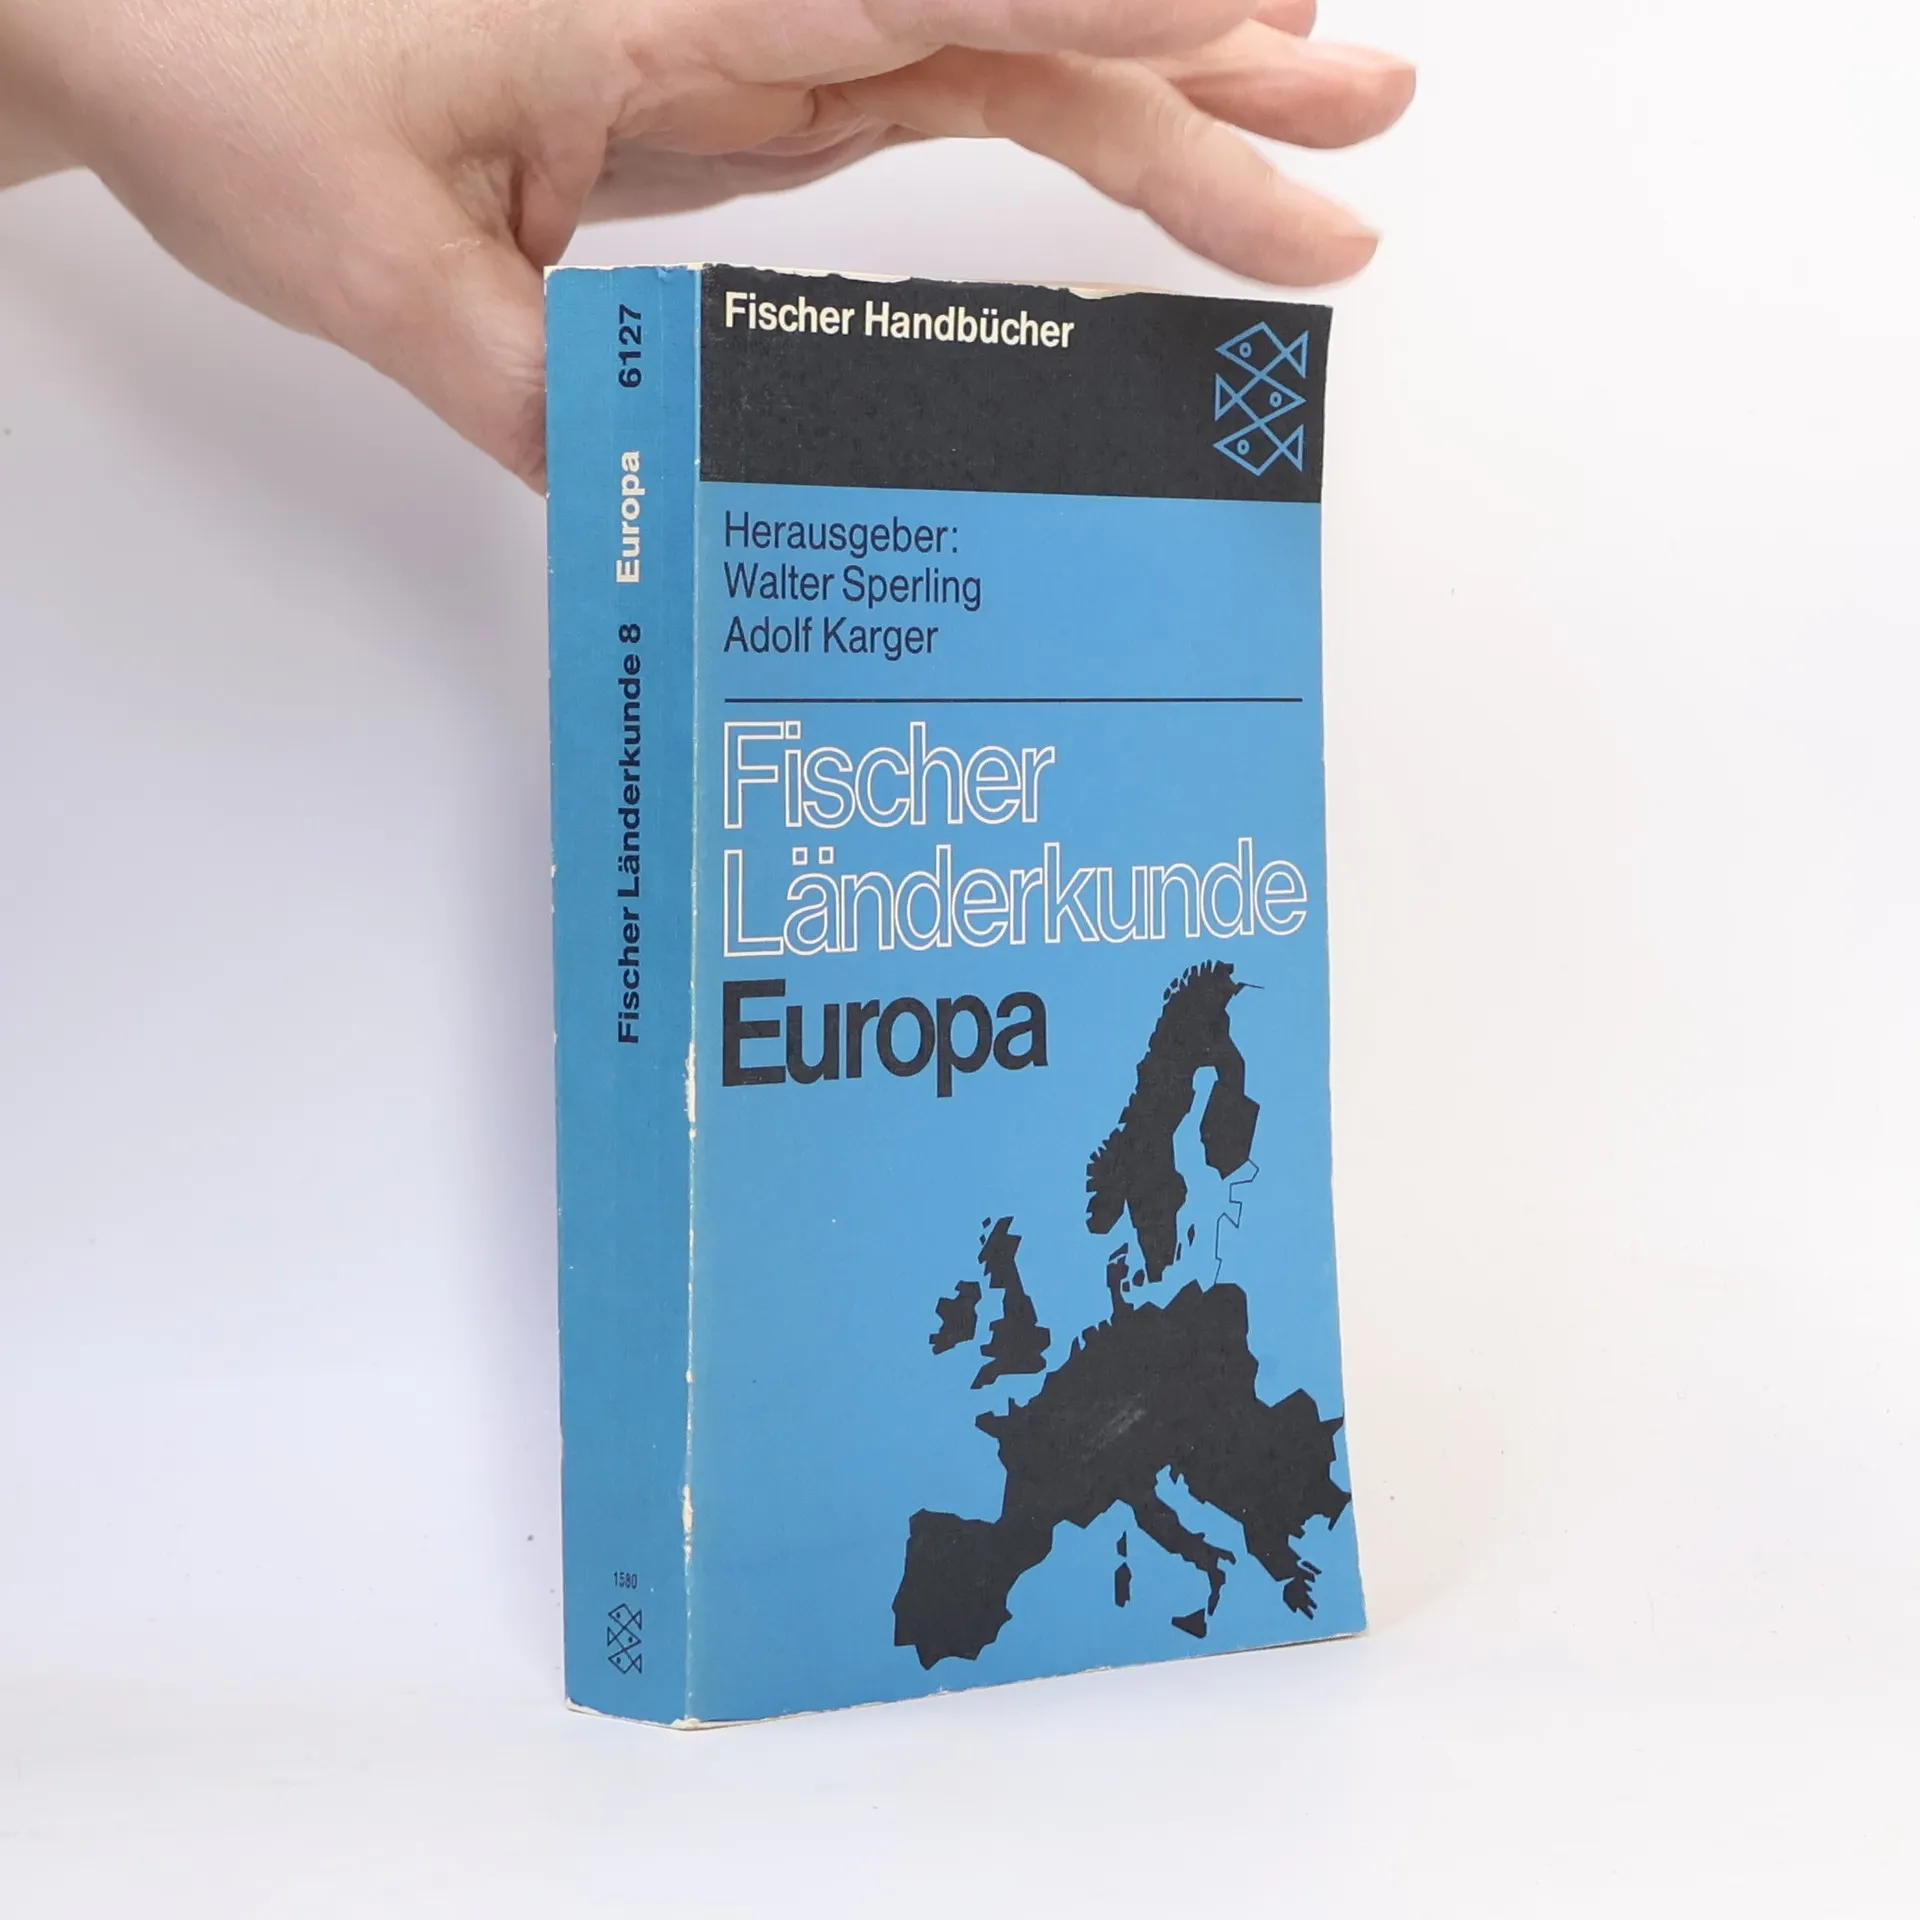 Fischer Handbücher
Herausgeber:
Walter Sperling
Adolf Karger
Fischer
Länderkunde
Europa
Fischer Länderkunde 8 Europa 6127
1580